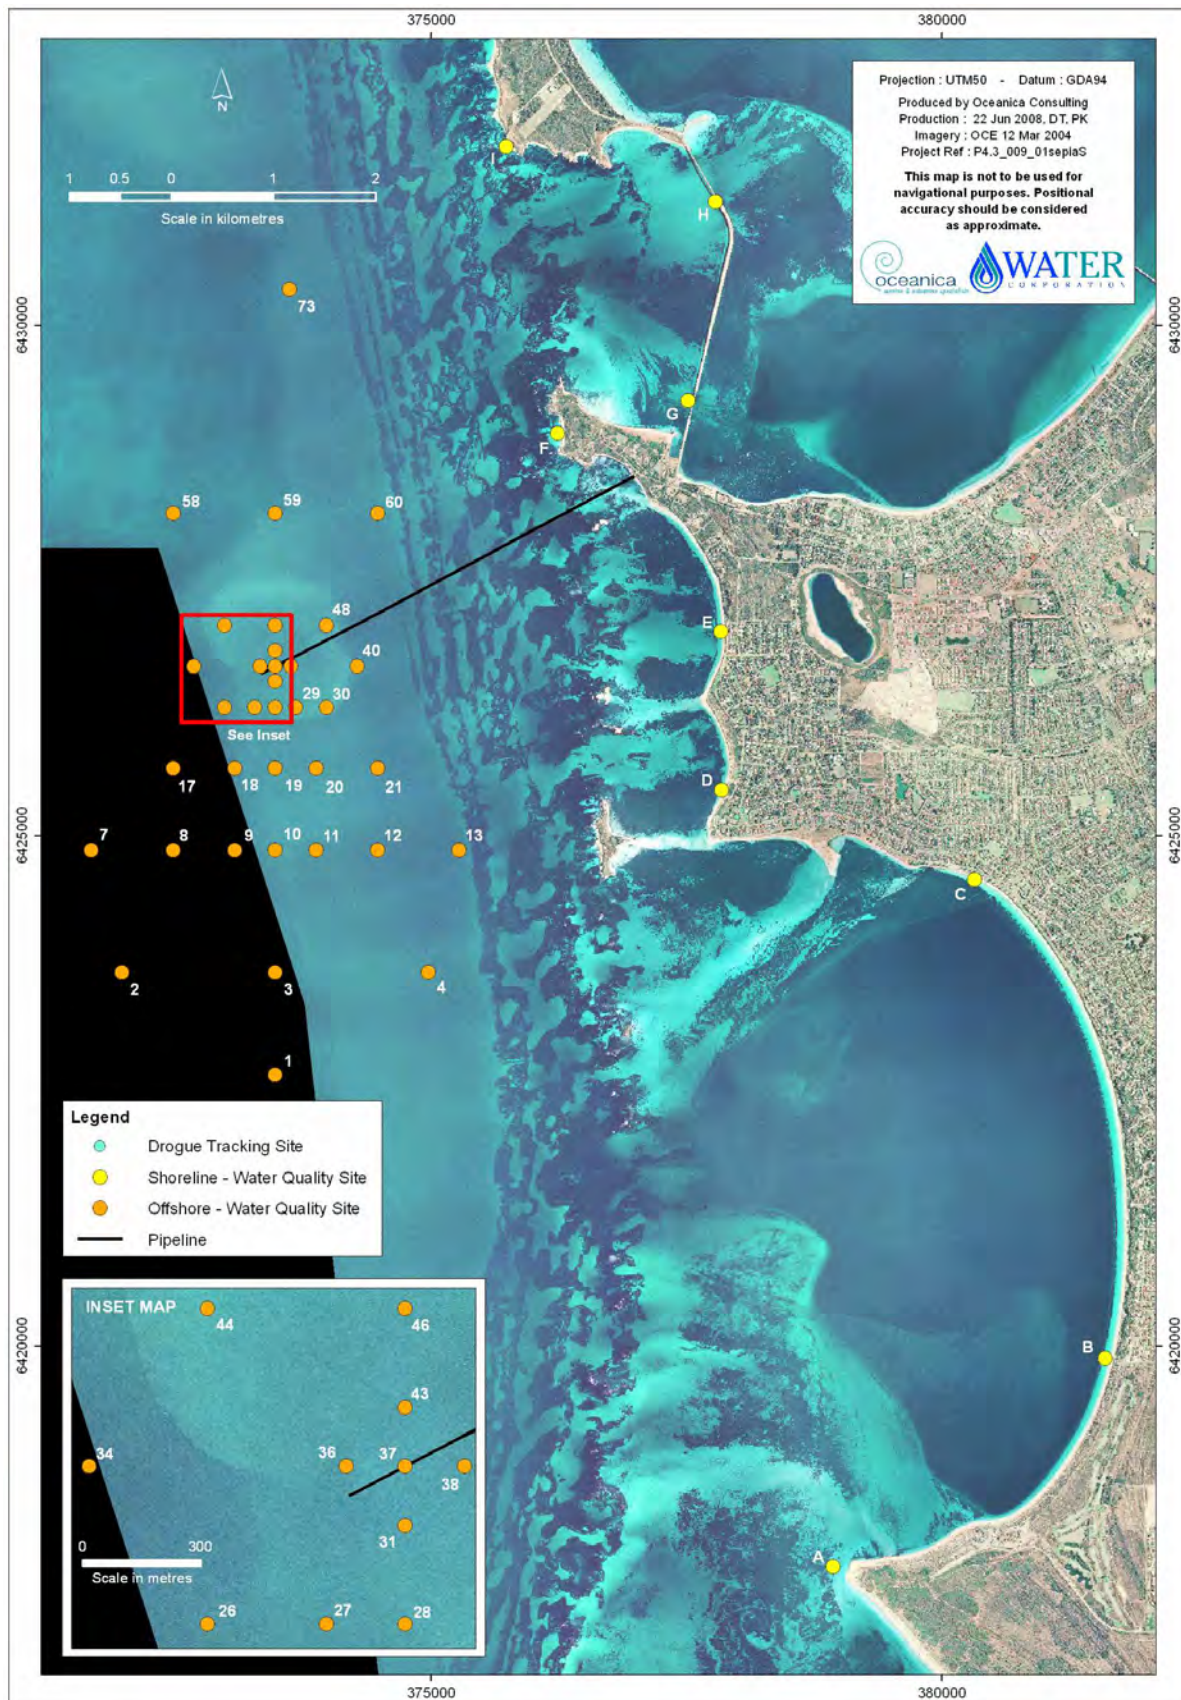 375000
380000
N
1
0.5
0
1
2
Scale in kilometres
Projection : UTM50 - Datum : GDA94
Produced by Oceanica Consulting
Production : 22 Jun 2008, DT, PK
Imagery : OCE 12 Mar 2004
Project Ref : P4.3_009_01sepiaS
This map is not to be used for
navigational purposes. Positional
accuracy should be considered
as approximate.
oceanica
WATER
CORPORATION
I
H
73
6430000
6430000
G
F
58
59
60
E
48
40
29
30
See Inset
D
17
18
19
20
21
6425000
6425000
7
8
9
10
11
12
13
C
2
3
4
1
Legend
Drogue Tracking Site
Shoreline - Water Quality Site
Offshore - Water Quality Site
Pipeline
INSET MAP
44
46
43
34
36
37
38
31
0
300
Scale in metres
26
27
28
6420000
6420000
B
A
375000
380000